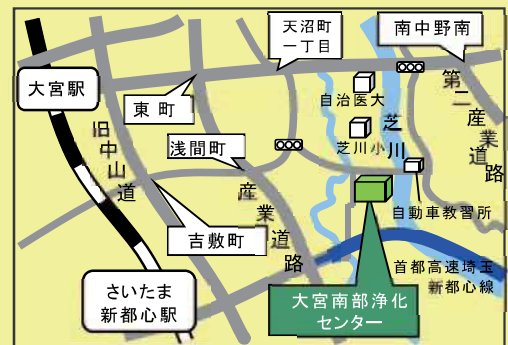 天沼町
一丁目
南中野南
大宮駅
東町
自治医大
第二産業道路
旧中山道
浅間町
芝川小
芝川
産業道路
自動車教習所
吉敷町
首都高速埼玉
新都心線
さいたま
新都心駅
大宮南部浄化
センター